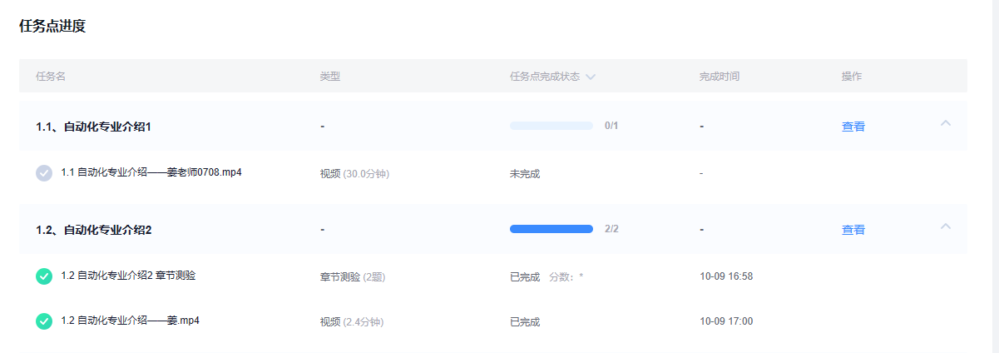 任务点进度
任务名 类型 任务点完成状态 完成时间 操作
1.1、自动化专业介绍1 - 0/1 - 查看
1.1 自动化专业介绍——姜老师0708.mp4 视频 (30.0分钟) 未完成 -
1.2、自动化专业介绍2 - 2/2 - 查看
1.2 自动化专业介绍2 章节测验 章节测验 (2题) 已完成 分数：* 10-09 16:58
1.2 自动化专业介绍——姜.mp4 视频 (2.4分钟) 已完成 10-09 17:00